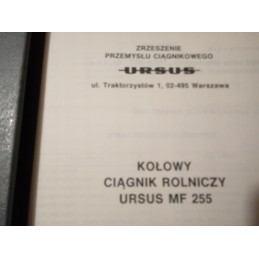 ZRZESZENIE
PRZEMYSŁU CIĄGNIKOWEGO
URSUS
ul. Traktorzystów 1, 02-495 Warszawa
KOŁOWY
CIĄGNIK ROLNICZY
URSUS MF 255